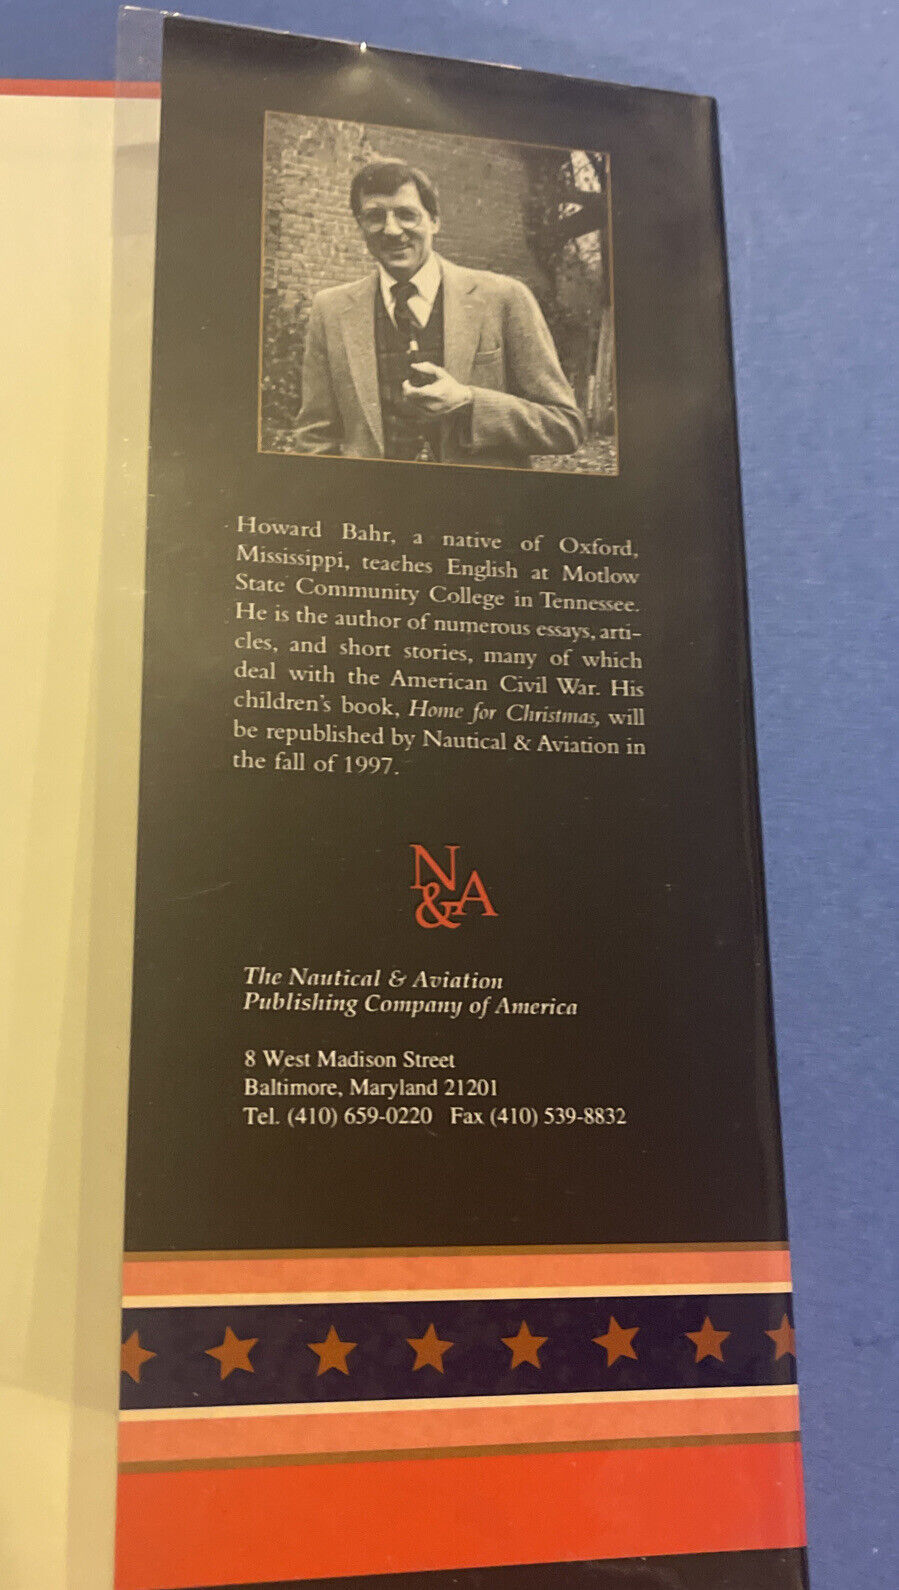 Howard Bahr, a native of Oxford,
Mississippi, teaches English at Motlow
State Community College in Tennessee.
He is the author of numerous essays, arti-
cles, and short stories, many of which
deal with the American Civil War. His
children's book, Home for Christmas, will
be republished by Nautical & Aviation in
the fall of 1997.
N
&A
The Nautical & Aviation
Publishing Company of America
8 West Madison Street
Baltimore, Maryland 21201
Tel. (410) 659-0220 Fax (410) 539-8832